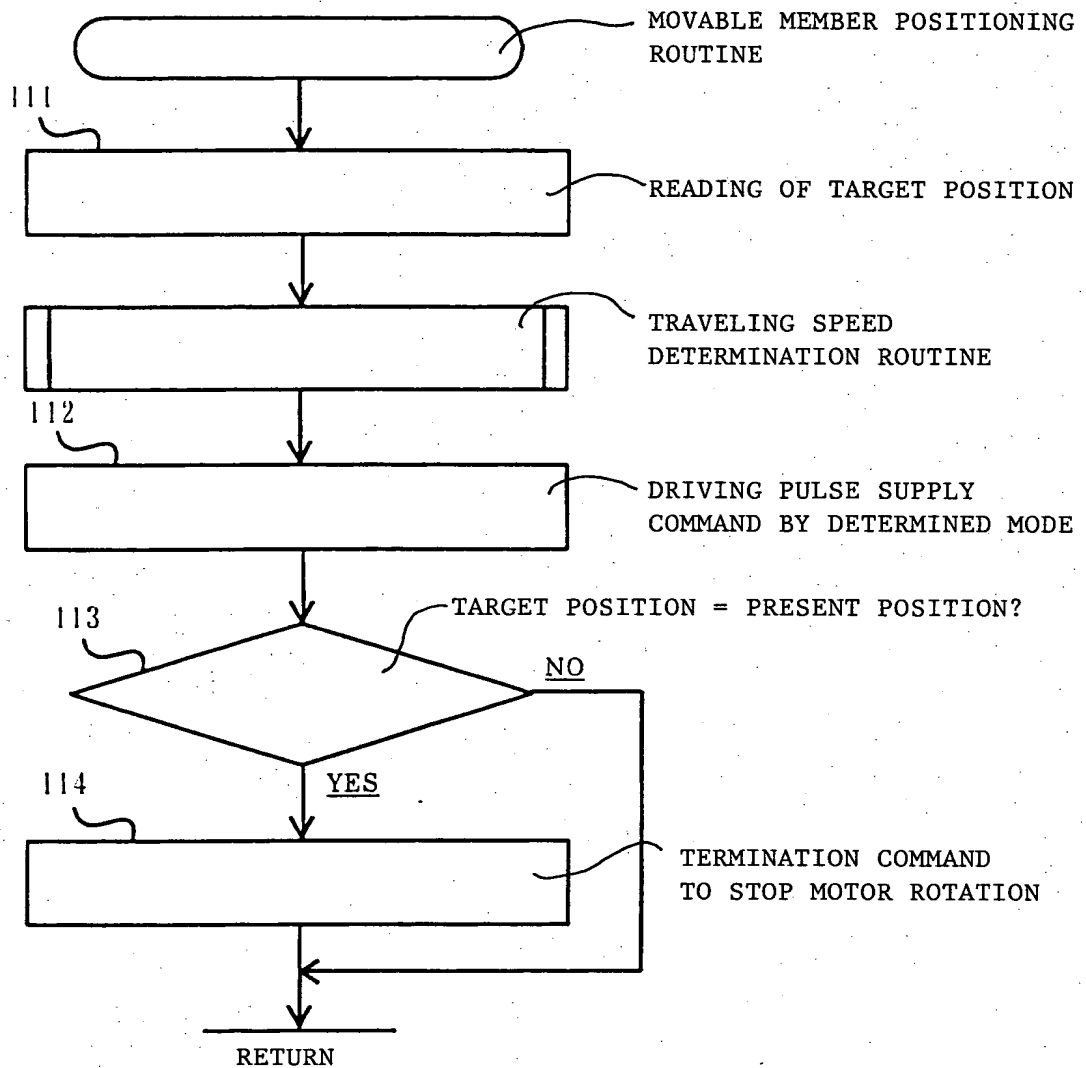 MOVABLE MEMBER POSITIONING
ROUTINE
111
READING OF TARGET POSITION
TRAVELING SPEED
DETERMINATION ROUTINE
112
DRIVING PULSE SUPPLY
COMMAND BY DETERMINED MODE
TARGET POSITION = PRESENT POSITION?
113
NO
YES
114
TERMINATION COMMAND
TO STOP MOTOR ROTATION
RETURN